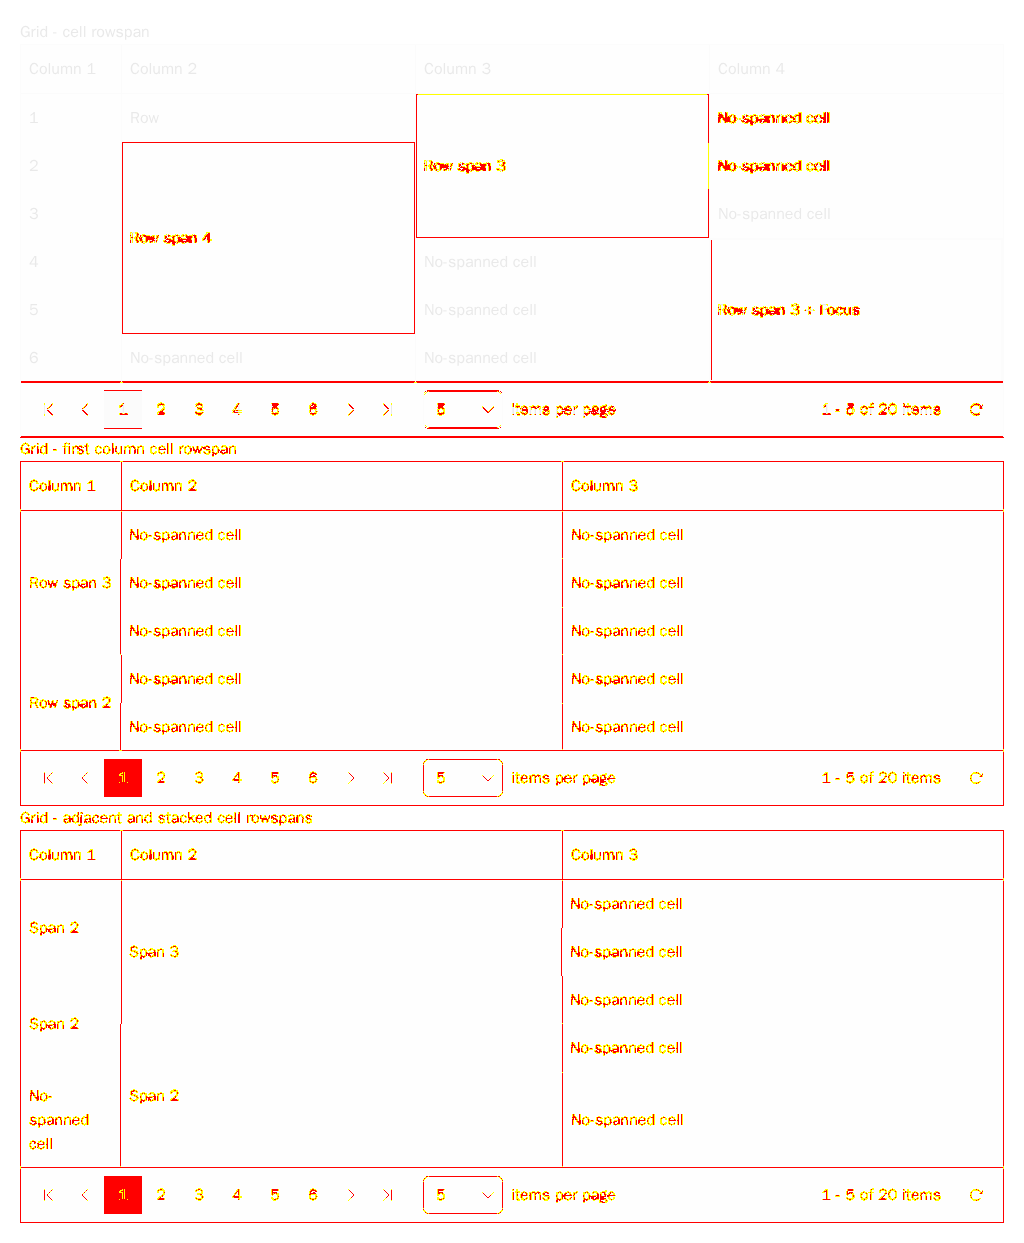 Grid - cell rowspan
Column 1 Column 2 Column 3 Column 4
1 Row No-spanned cell
2 Row span 3 No-spanned cell
3 No-spanned cell
Row span 4
4 No-spanned cell
5 No-spanned cell Row span 3 + Focus
6 No-spanned cell No-spanned cell
1 2 3 4 5 6 5 items per page 1 - 5 of 20 items
Grid - first column cell rowspan
Column 1 Column 2 Column 3
No-spanned cell No-spanned cell
Row span 3 No-spanned cell No-spanned cell
No-spanned cell No-spanned cell
No-spanned cell No-spanned cell
Row span 2
No-spanned cell No-spanned cell
1 2 3 4 5 6 5 items per page 1 - 5 of 20 items
Grid - adjacent and stacked cell rowspans
Column 1 Column 2 Column 3
No-spanned cell
Span 2
Span 3 No-spanned cell
No-spanned cell
Span 2
No-spanned cell
No-
spanned
cell
Span 2
No-spanned cell
1 2 3 4 5 6 5 items per page 1 - 5 of 20 items